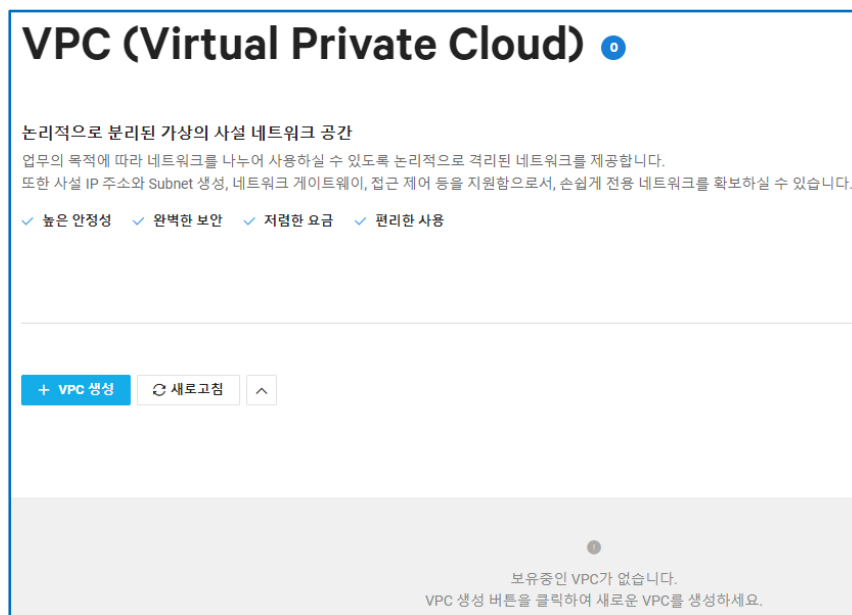 VPC (Virtual Private Cloud) 0
논리적으로 분리된 가상의 사설 네트워크 공간
업무의 목적에 따라 네트워크를 나누어 사용하실 수 있도록 논리적으로 격리된 네트워크를 제공합니다.
또한 사설 IP 주소와 Subnet 생성, 네트워크 게이트웨이, 접근 제어 등을 지원함으로서, 손쉽게 전용 네트워크를 확보하실 수 있습니다.
높은 안정성 완벽한 보안 저렴한 요금 편리한 사용
+ VPC 생성 새로고침
보유중인 VPC가 없습니다.
VPC 생성 버튼을 클릭하여 새로운 VPC를 생성하세요.